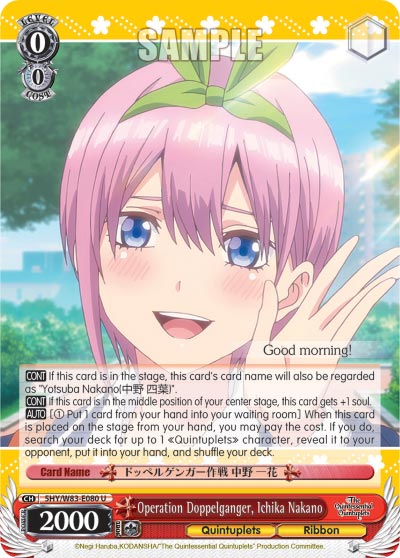 LEVEL
0
SAMPLE
0
COST
Good morning!
CONT If this card is in the stage, this card's card name will also be regarded
as "Yotsuba Nakano(中野 四葉)".
CONT If this card is in the middle position of your center stage, this card gets +1 soul.
AUTO [① Put 1 card from your hand into your waiting room] When this card
is placed on the stage from your hand, you may pay the cost. If you do,
search your deck for up to 1 «Quintuplets» character, reveal it to your
opponent, put it into your hand, and shuffle your deck.
Card Name ドッペルゲンガー作戦 中野 一花
CH 5HY/W83-E080 U
Operation Doppelganger, Ichika Nakano
The Quintessential Quintuplets
POWER
2000
Quintuplets Ribbon
©Negi Haruba,KODANSHA/"The Quintessential Quintuplets" Production Committee.